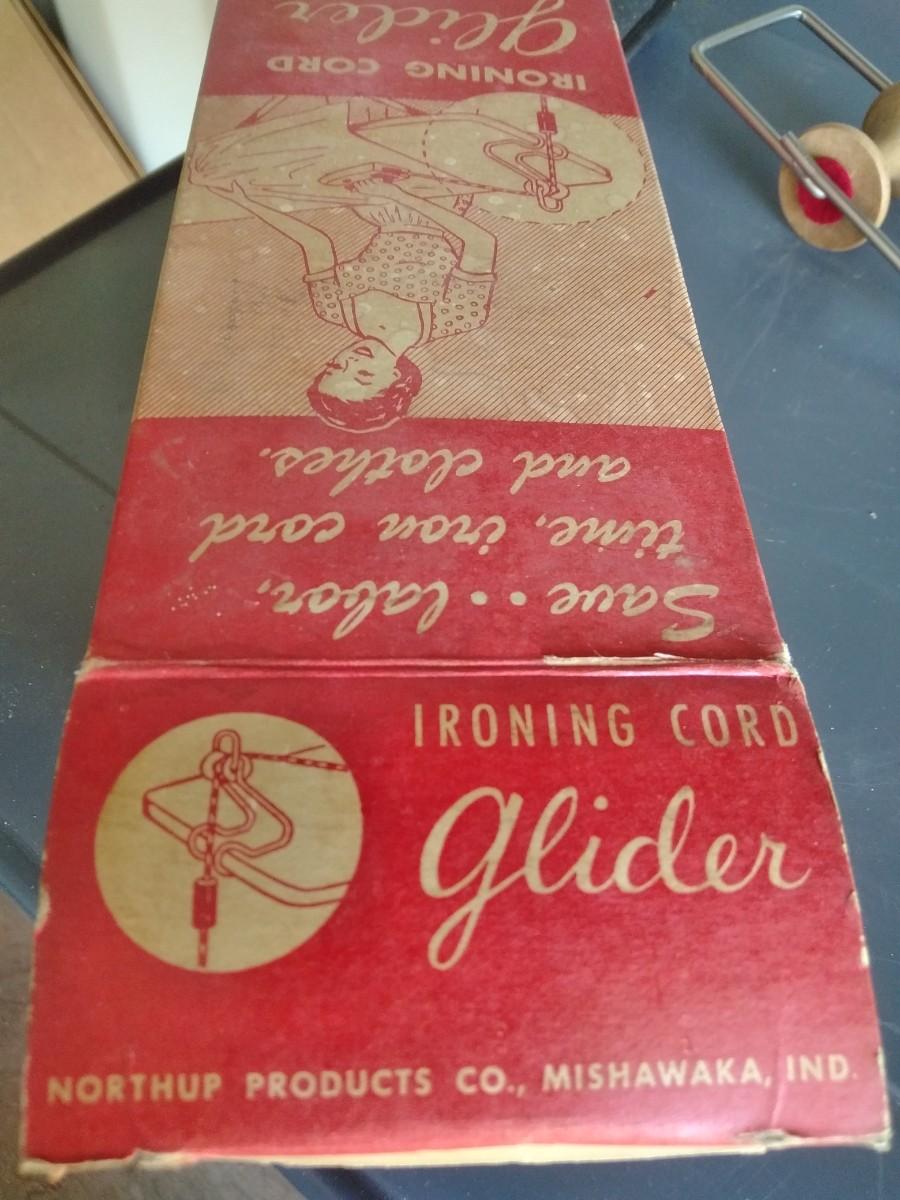 IRONING CORD
Glider
NORTHUP PRODUCTS CO., MISHAWAKA, IND.
Save.. labor,
time, iron cord
and clothes.
IRONING CORD
Glider